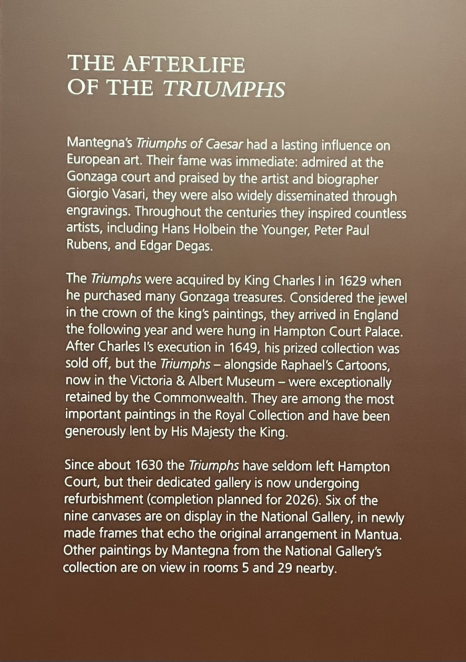 THE AFTERLIFE
OF THE TRIUMPHS
Mantegna's Triumphs of Caesar had a lasting influence on
European art. Their fame was immediate: admired at the
Gonzaga court and praised by the artist and biographer
Giorgio Vasari, they were also widely disseminated through
engravings. Throughout the centuries they inspired countless
artists, including Hans Holbein the Younger, Peter Paul
Rubens, and Edgar Degas.
The Triumphs were acquired by King Charles I in 1629 when
he purchased many Gonzaga treasures. Considered the jewel
in the crown of the king's paintings, they arrived in England
the following year and were hung in Hampton Court Palace.
After Charles I's execution in 1649, his prized collection was
sold off, but the Triumphs – alongside Raphael's Cartoons,
now in the Victoria & Albert Museum – were exceptionally
retained by the Commonwealth. They are among the most
important paintings in the Royal Collection and have been
generously lent by His Majesty the King.
Since about 1630 the Triumphs have seldom left Hampton
Court, but their dedicated gallery is now undergoing
refurbishment (completion planned for 2026). Six of the
nine canvases are on display in the National Gallery, in newly
made frames that echo the original arrangement in Mantua.
Other paintings by Mantegna from the National Gallery's
collection are on view in rooms 5 and 29 nearby.